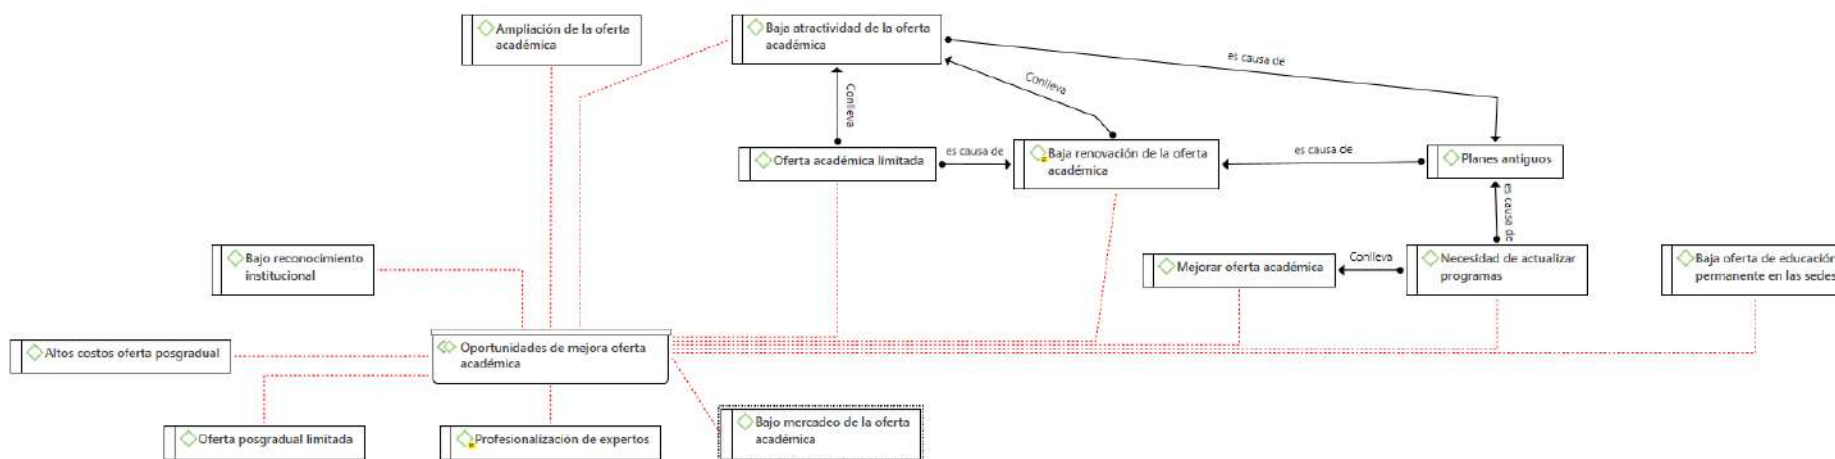 Ampliación de la oferta
académica
Baja atractividad de la oferta
académica
es causa de
Conlleva
Conlleva
Oferta académica limitada
es causa de
Baja renovación de la oferta
académica
es causa de
Planes antiguos
es causa de
Bajo reconocimiento
institucional
Mejorar oferta académica
Conlleva
Necesidad de actualizar
programas
Baja oferta de educación
permanente en las sedes
Altos costos oferta posgradual
Oportunidades de mejora oferta
académica
Oferta posgradual limitada
Profesionalización de expertos
Bajo mercadeo de la oferta
académica